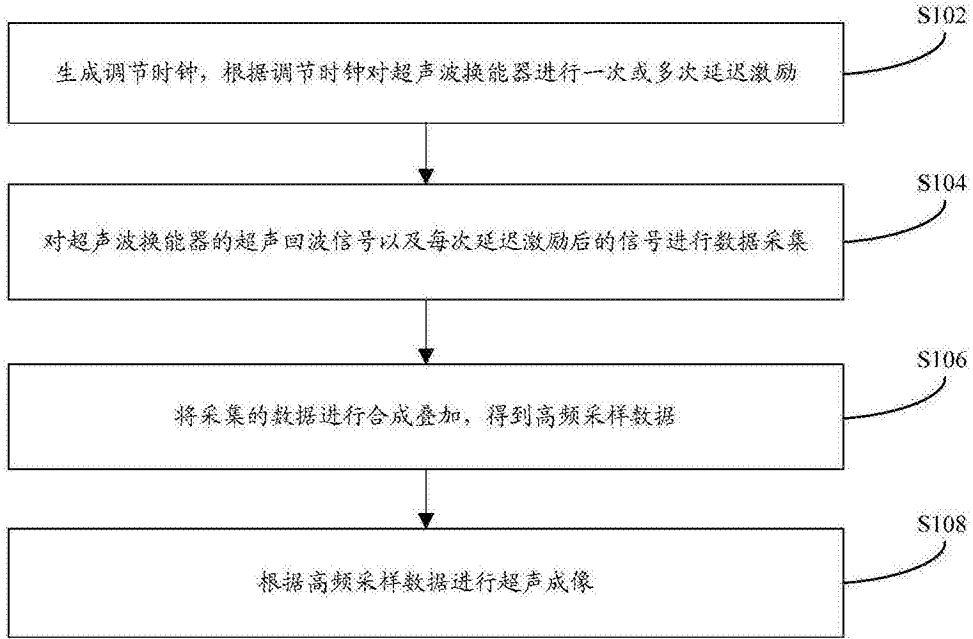 S102
生成调节时钟，根据调节时钟对超声波换能器进行一次或多次延迟激励
S104
对超声波换能器的超声回波信号以及每次延迟激励后的信号进行数据采集
S106
将采集的数据进行合成叠加，得到高频采样数据
S108
根据高频采样数据进行超声成像